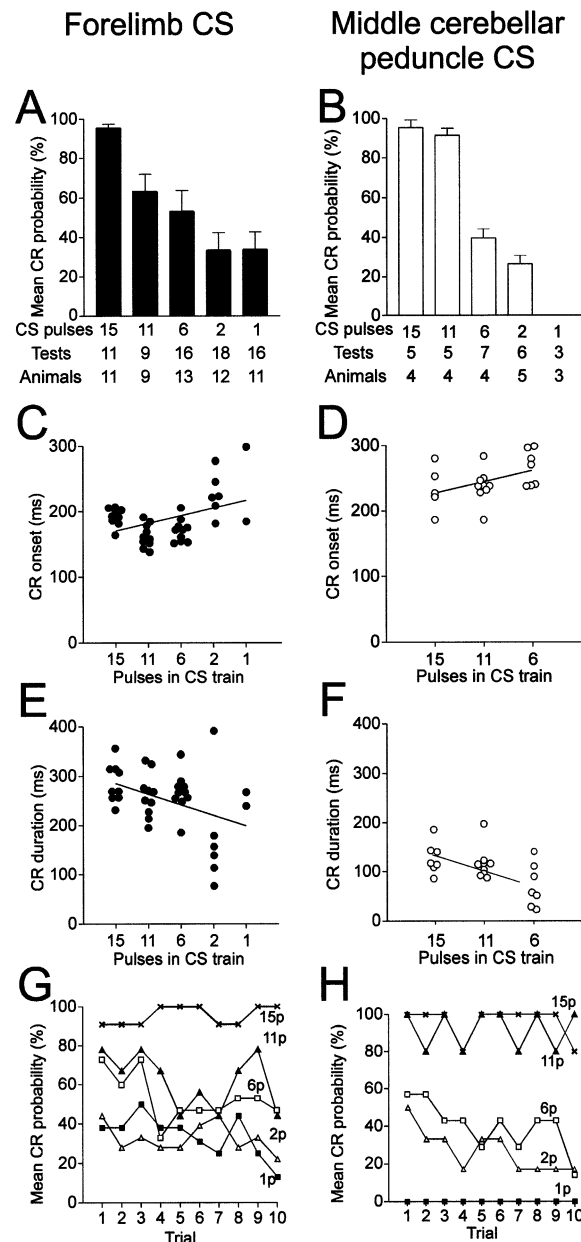 Forelimb CS
Middle cerebellar
peduncle CS
A
Mean CR probability (%)
100
80
60
40
20
0
CS pulses 15 11 6 2 1
Tests 11 9 16 18 16
Animals 11 9 13 12 11
B
Mean CR probability (%)
100
80
60
40
20
0
15 11 6 2 1
5 5 7 6 3
4 4 4 5 3
C
CR onset (ms)
300
200
100
0
15 11 6 2 1
Pulses in CS train
D
CR onset (ms)
300
200
100
0
15 11 6
Pulses in CS train
E
CR duration (ms)
400
300
200
100
0
15 11 6 2 1
Pulses in CS train
F
CR duration (ms)
400
300
200
100
0
15 11 6
Pulses in CS train
G
Mean CR probability (%)
100
80
60
40
20
0
15p
11p
6p
2p
1p
1 2 3 4 5 6 7 8 9 10
Trial
H
Mean CR probability (%)
100
80
60
40
20
0
15p
11p
6p
2p
1p
1 2 3 4 5 6 7 8 9 10
Trial